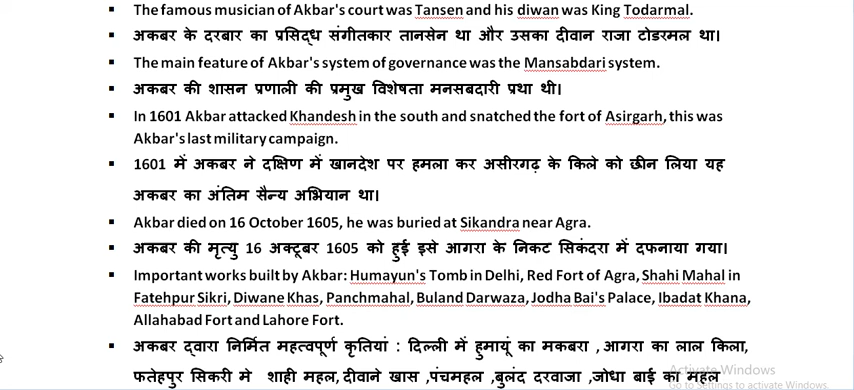 ▪ The famous musician of Akbar's court was Tansen and his diwan was King Todarmal.
▪ अकबर के दरबार का प्रसिद्ध संगीतकार तानसेन था और उसका दीवान राजा टोडरमल था।
▪ The main feature of Akbar's system of governance was the Mansabdari system.
▪ अकबर की शासन प्रणाली की प्रमुख विशेषता मनसबदारी प्रथा थी।
▪ In 1601 Akbar attacked Khandesh in the south and snatched the fort of Asirgarh, this was
Akbar's last military campaign.
▪ 1601 में अकबर ने दक्षिण में खानदेश पर हमला कर असीरगढ़ के किले को छीन लिया यह
अकबर का अंतिम सैन्य अभियान था।
▪ Akbar died on 16 October 1605, he was buried at Sikandra near Agra.
▪ अकबर की मृत्यु 16 अक्टूबर 1605 को हुई इसे आगरा के निकट सिकंदरा में दफनाया गया।
▪ Important works built by Akbar: Humayun's Tomb in Delhi, Red Fort of Agra, Shahi Mahal in
Fatehpur Sikri, Diwane Khas, Panchmahal, Buland Darwaza, Jodha Bai's Palace, Ibadat Khana,
Allahabad Fort and Lahore Fort.
▪ अकबर द्वारा निर्मित महत्वपूर्ण कृतियां : दिल्ली में हुमायूं का मकबरा ,आगरा का लाल किला,
फतेहपुर सिकरी मे शाही महल,दीवाने खास ,पंचमहल ,बुलंद दरवाजा ,जोधा बाई का महल
Activate Windows
Go to Settings to activate Windows.